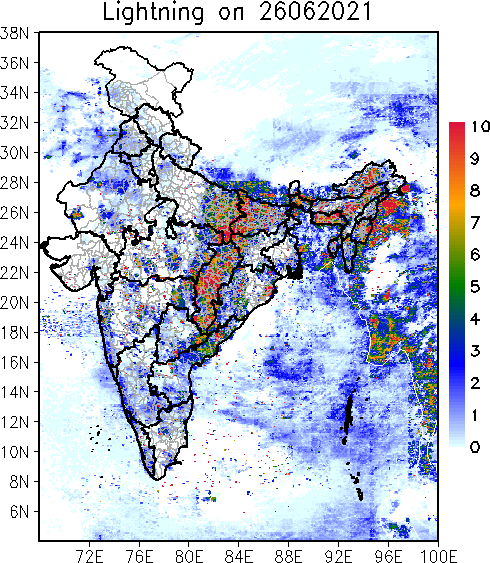 Lightning on 26062021
38N
36N
34N
32N
30N
28N
26N
24N
22N
20N
18N
16N
14N
12N
10N
8N
6N
72E 76E 80E 84E 88E 92E 96E 100E
10
9
8
7
6
5
4
3
2
1
0